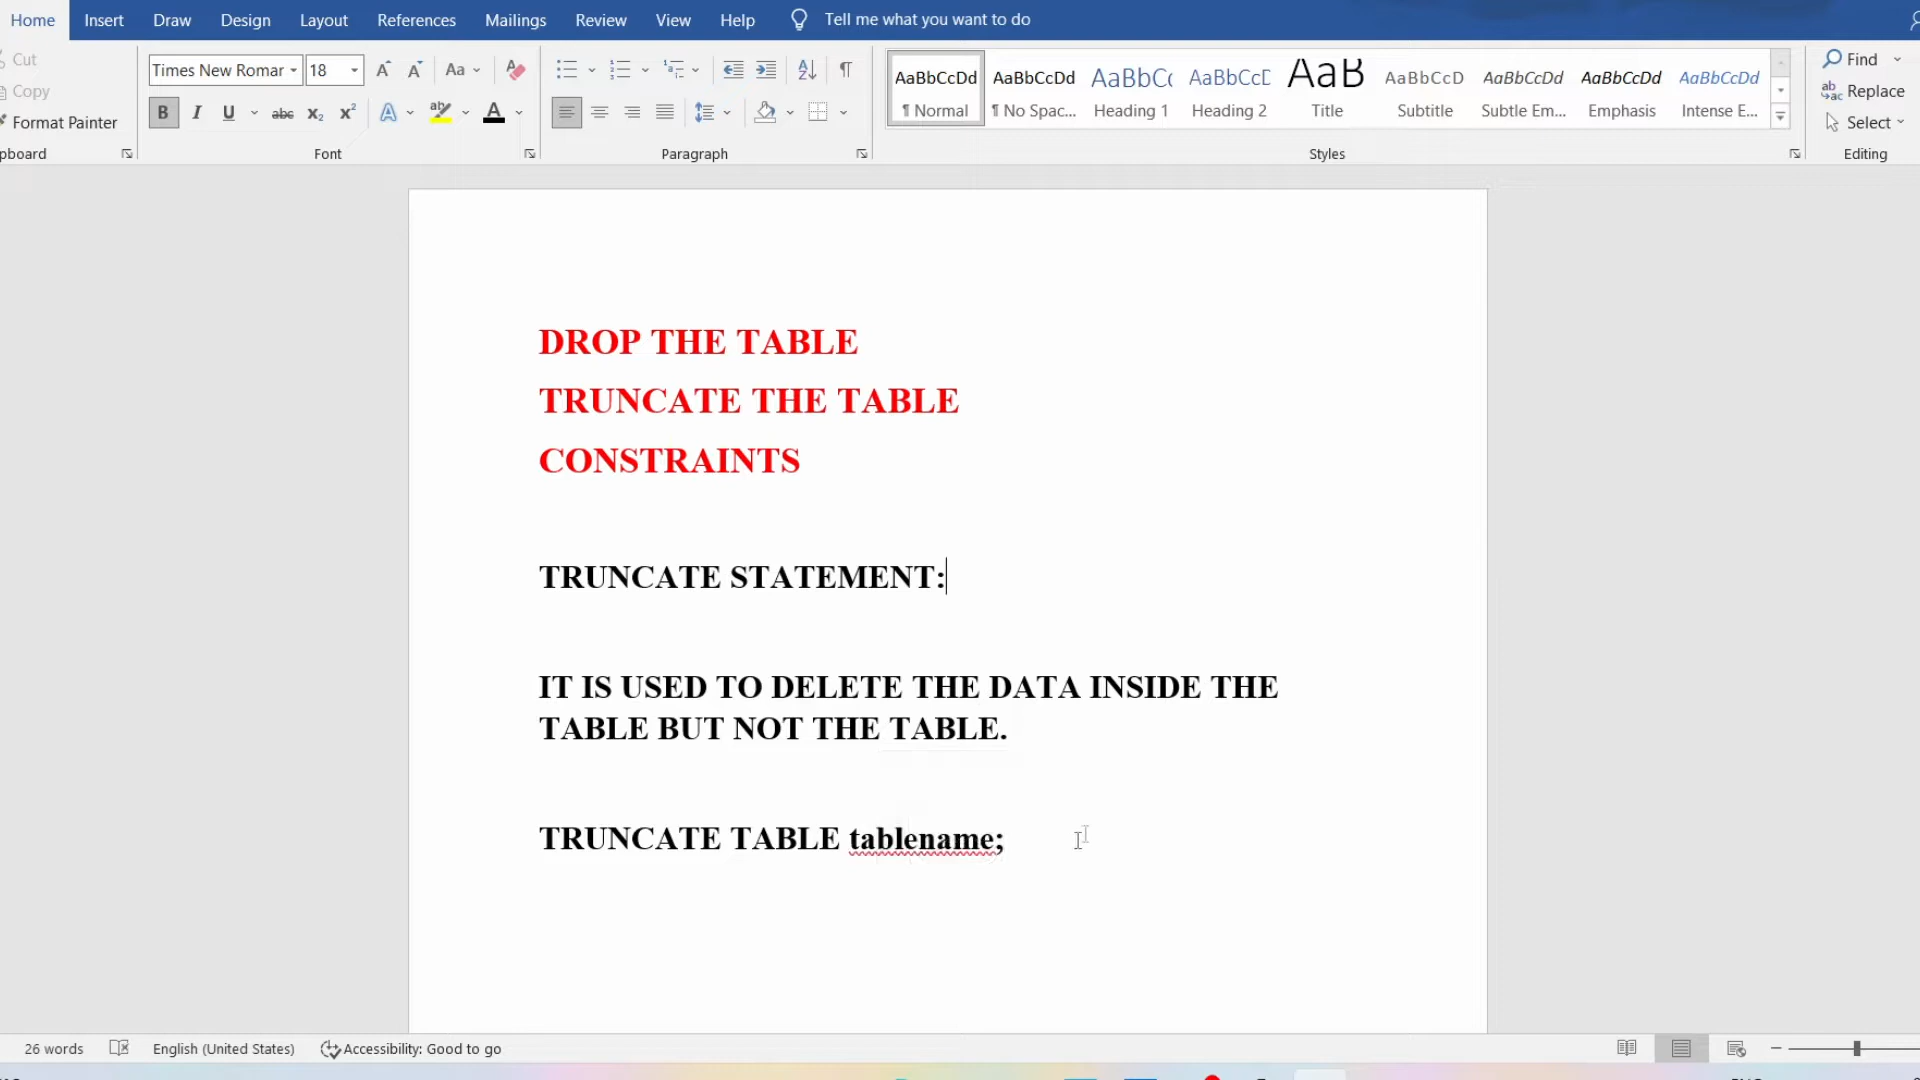 Home Insert Draw Design Layout References Mailings Review View Help Tell me what you want to do
Cut
Copy
Format Painter
pboard
Times New Romar 18
Aa
Font
Paragraph
AaBbCcDd AaBbCcDd AaBbCc AaBbCcD AaB AaBbCcD AaBbCcDd AaBbCcDd AaBbCcDd
¶ Normal ¶ No Spac... Heading 1 Heading 2 Title Subtitle Subtle Em... Emphasis Intense E...
Styles
Find
Replace
Select
Editing
DROP THE TABLE
TRUNCATE THE TABLE
CONSTRAINTS
TRUNCATE STATEMENT:
IT IS USED TO DELETE THE DATA INSIDE THE
TABLE BUT NOT THE TABLE.
TRUNCATE TABLE tablename;
26 words English (United States) Accessibility: Good to go